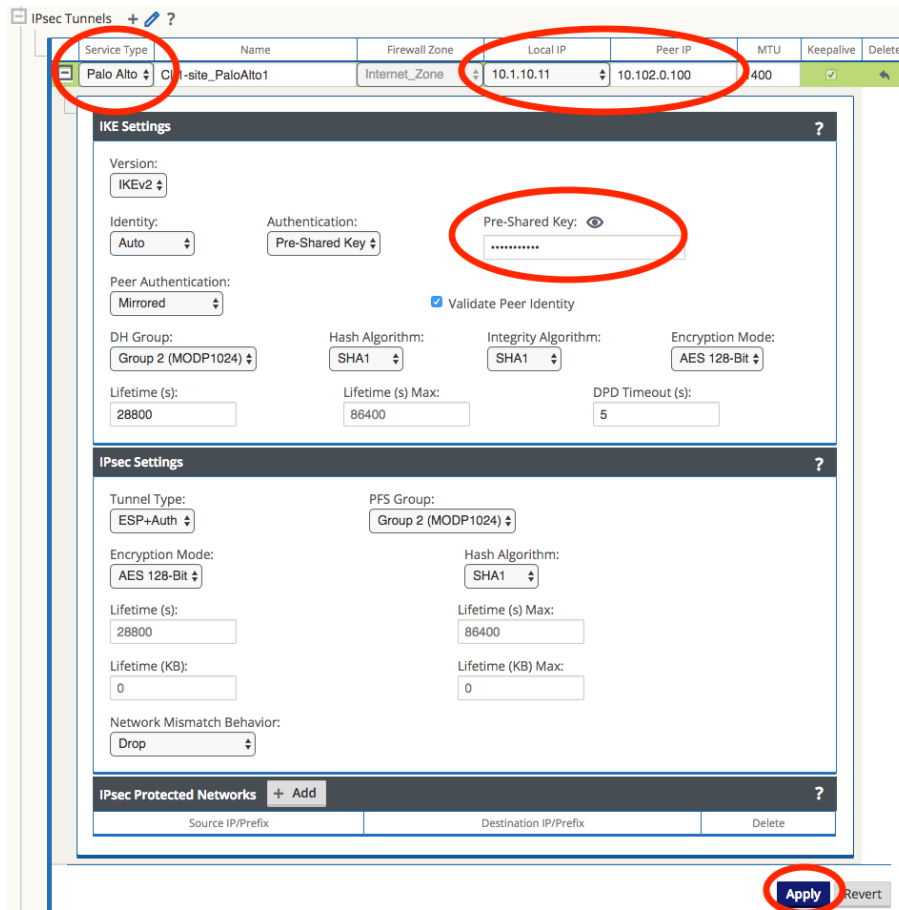 IPsec Tunnels + ?
Service Type Name Firewall Zone Local IP Peer IP MTU Keepalive Delete
Palo Alto -site_PaloAlto1 Internet_Zone 10.1.10.11 10.102.0.100 400
IKE Settings ?
Version:
IKEv2
Identity: Authentication: Pre-Shared Key:
Auto Pre-Shared Key •••••••••••
Peer Authentication:
Mirrored Validate Peer Identity
DH Group: Hash Algorithm: Integrity Algorithm: Encryption Mode:
Group 2 (MODP1024) SHA1 SHA1 AES 128-Bit
Lifetime (s): Lifetime (s) Max: DPD Timeout (s):
28800 86400 5
IPsec Settings ?
Tunnel Type: PFS Group:
ESP+Auth Group 2 (MODP1024)
Encryption Mode: Hash Algorithm:
AES 128-Bit SHA1
Lifetime (s): Lifetime (s) Max:
28800 86400
Lifetime (KB): Lifetime (KB) Max:
0 0
Network Mismatch Behavior:
Drop
IPsec Protected Networks + Add ?
Source IP/Prefix Destination IP/Prefix Delete
Apply Revert